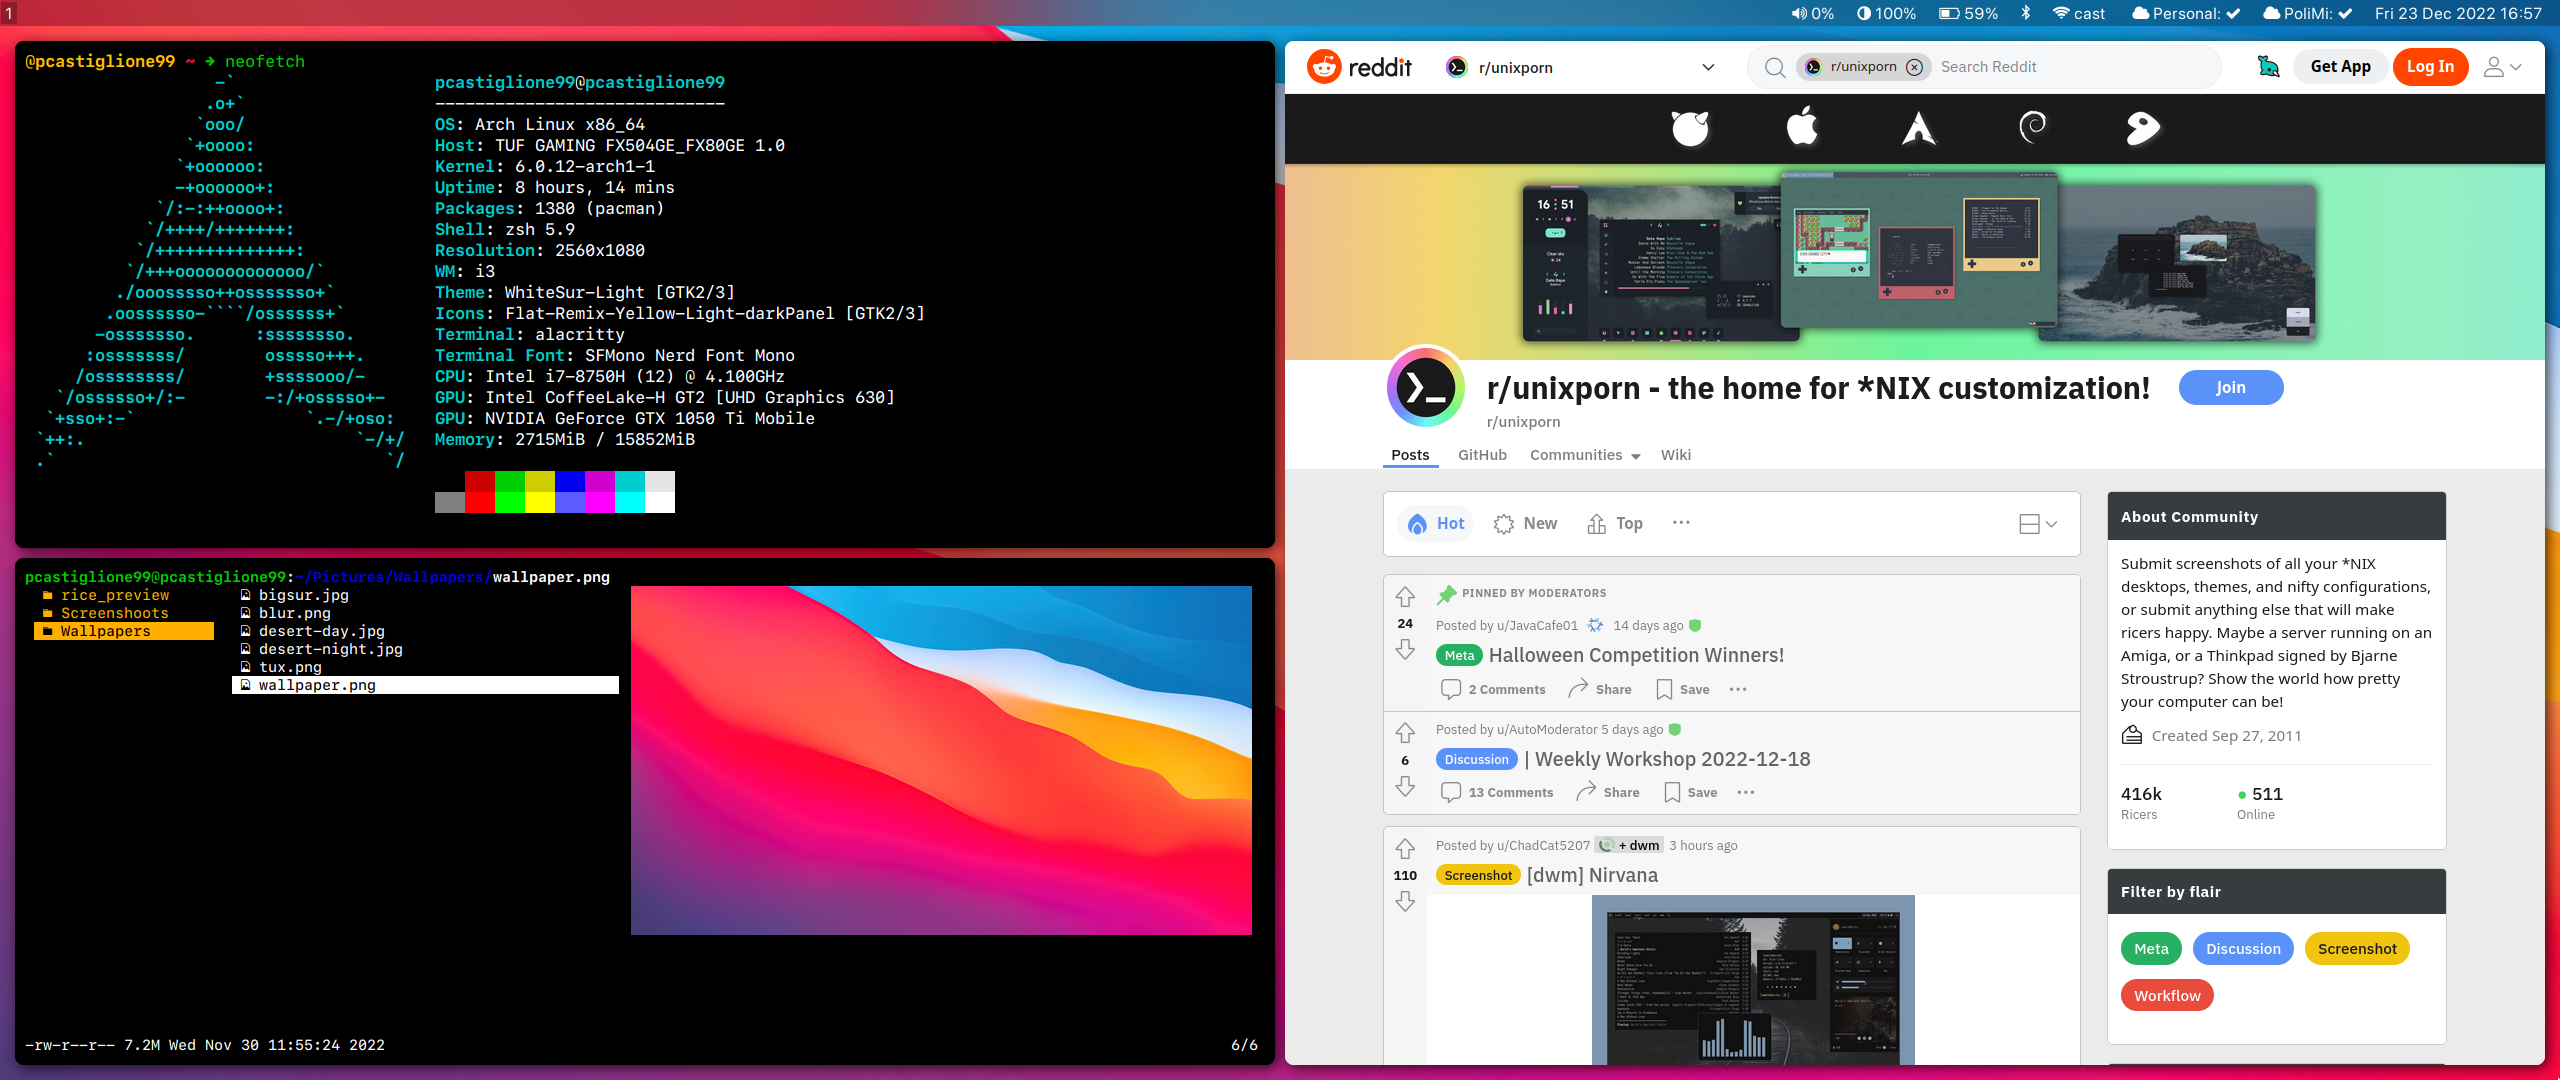 1
0% 100% 59% cast Personal: PoliMi: Fri 23 Dec 2022 16:57
@pcastiglione99 ~ ➜ neofetch
pcastiglione99@pcastiglione99
-----------------------------
OS: Arch Linux x86_64
Host: TUF GAMING FX504GE_FX80GE 1.0
Kernel: 6.0.12-arch1-1
Uptime: 8 hours, 14 mins
Packages: 1380 (pacman)
Shell: zsh 5.9
Resolution: 2560x1080
WM: i3
Theme: WhiteSur-Light [GTK2/3]
Icons: Flat-Remix-Yellow-Light-darkPanel [GTK2/3]
Terminal: alacritty
Terminal Font: SFMono Nerd Font Mono
CPU: Intel i7-8750H (12) @ 4.100GHz
GPU: Intel CoffeeLake-H GT2 [UHD Graphics 630]
GPU: NVIDIA GeForce GTX 1050 Ti Mobile
Memory: 2715MiB / 15852MiB
pcastiglione99@pcastiglione99:~/Pictures/Wallpapers/wallpaper.png
rice_preview
Screenshoots
Wallpapers
bigsur.jpg
blur.png
desert-day.jpg
desert-night.jpg
tux.png
wallpaper.png
-rw-r--r-- 7.2M Wed Nov 30 11:55:24 2022
6/6
reddit r/unixporn r/unixporn Search Reddit Get App Log In
16 51
r/unixporn - the home for *NIX customization! Join
r/unixporn
Posts GitHub Communities Wiki
Hot New Top ···
PINNED BY MODERATORS
24
Posted by u/JavaCafe01 14 days ago
Meta Halloween Competition Winners!
2 Comments Share Save ···
Posted by u/AutoModerator 5 days ago
6
Discussion | Weekly Workshop 2022-12-18
13 Comments Share Save ···
Posted by u/ChadCat5207 + dwm 3 hours ago
110
Screenshot [dwm] Nirvana
About Community
Submit screenshots of all your *NIX
desktops, themes, and nifty configurations,
or submit anything else that will make
ricers happy. Maybe a server running on an
Amiga, or a Thinkpad signed by Bjarne
Stroustrup? Show the world how pretty
your computer can be!
Created Sep 27, 2011
416k 511
Ricers Online
Filter by flair
Meta Discussion Screenshot
Workflow